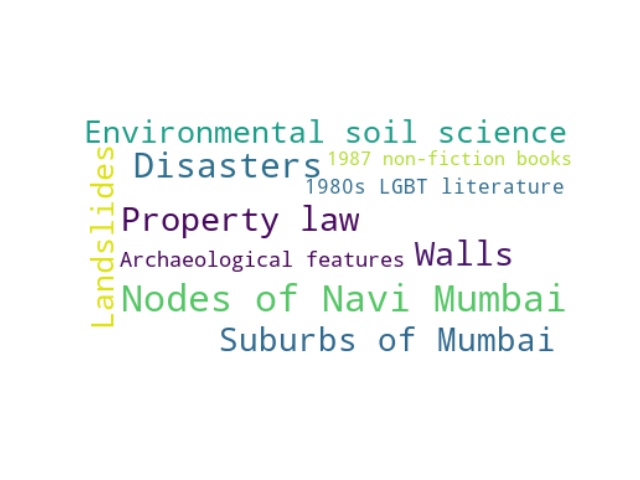 Environmental soil science
Disasters
1987 non-fiction books
1980s LGBT literature
Landslides
Property law
Archaeological features
Walls
Nodes of Navi Mumbai
Suburbs of Mumbai